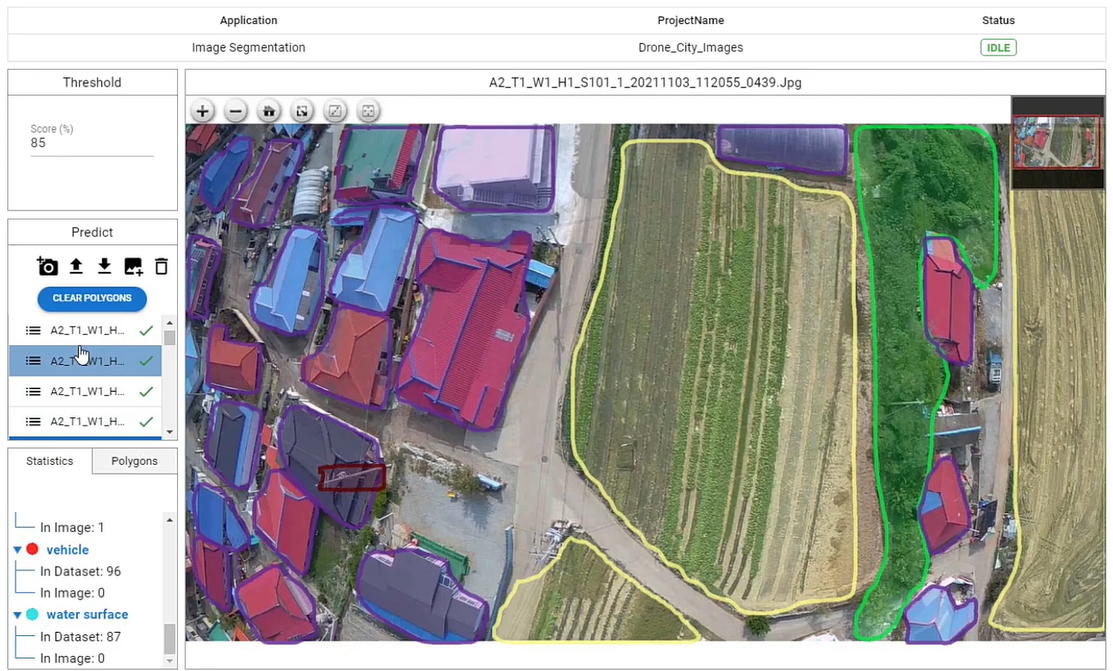 Application ProjectName Status
Image Segmentation Drone_City_Images IDLE
Threshold
Score (%)
85
Predict
CLEAR POLYGONS
A2_T1_W1_H...
A2_T1_W1_H...
A2_T1_W1_H...
A2_T1_W1_H...
Statistics Polygons
In Image: 1
vehicle
In Dataset: 96
In Image: 0
water surface
In Dataset: 87
In Image: 0
A2_T1_W1_H1_S101_1_20211103_112055_0439.Jpg